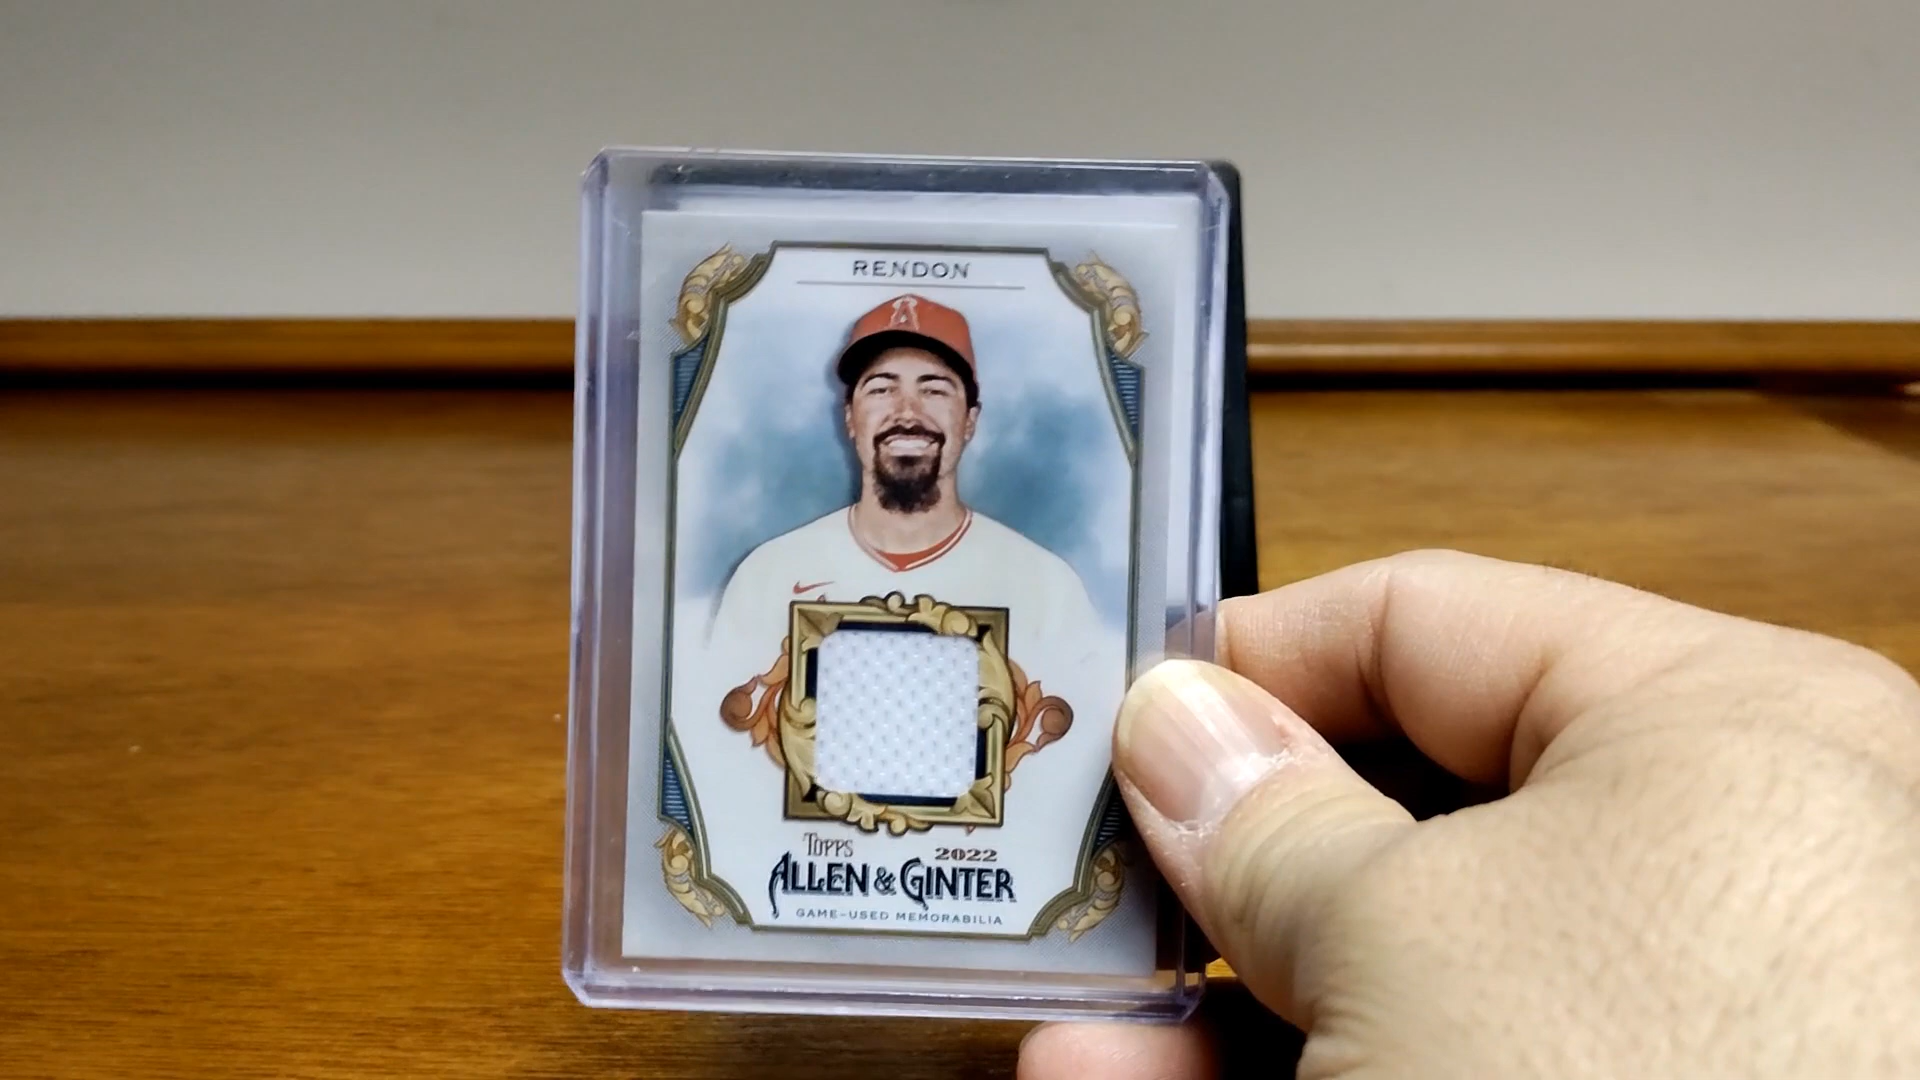 RENDON
A
TOPPS 2022
ALLEN & GINTER
GAME-USED MEMORABILIA